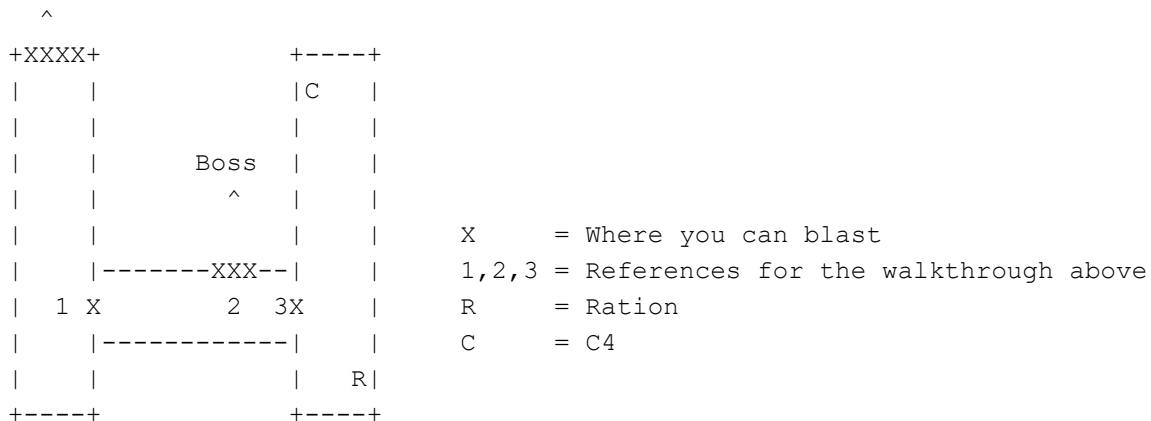 ^
+XXXX+            +----+
|    |            |C   |
|    |            |    |
|    |      Boss  |    |
|    |        ^   |    |
|    |            |    |     X     = Where you can blast
|    |-------XXX--|    |     1,2,3 = References for the walkthrough above
|  1 X        2  3X    |     R     = Ration
|    |------------|    |     C     = C4
|    |            |   R|
+----+            +----+